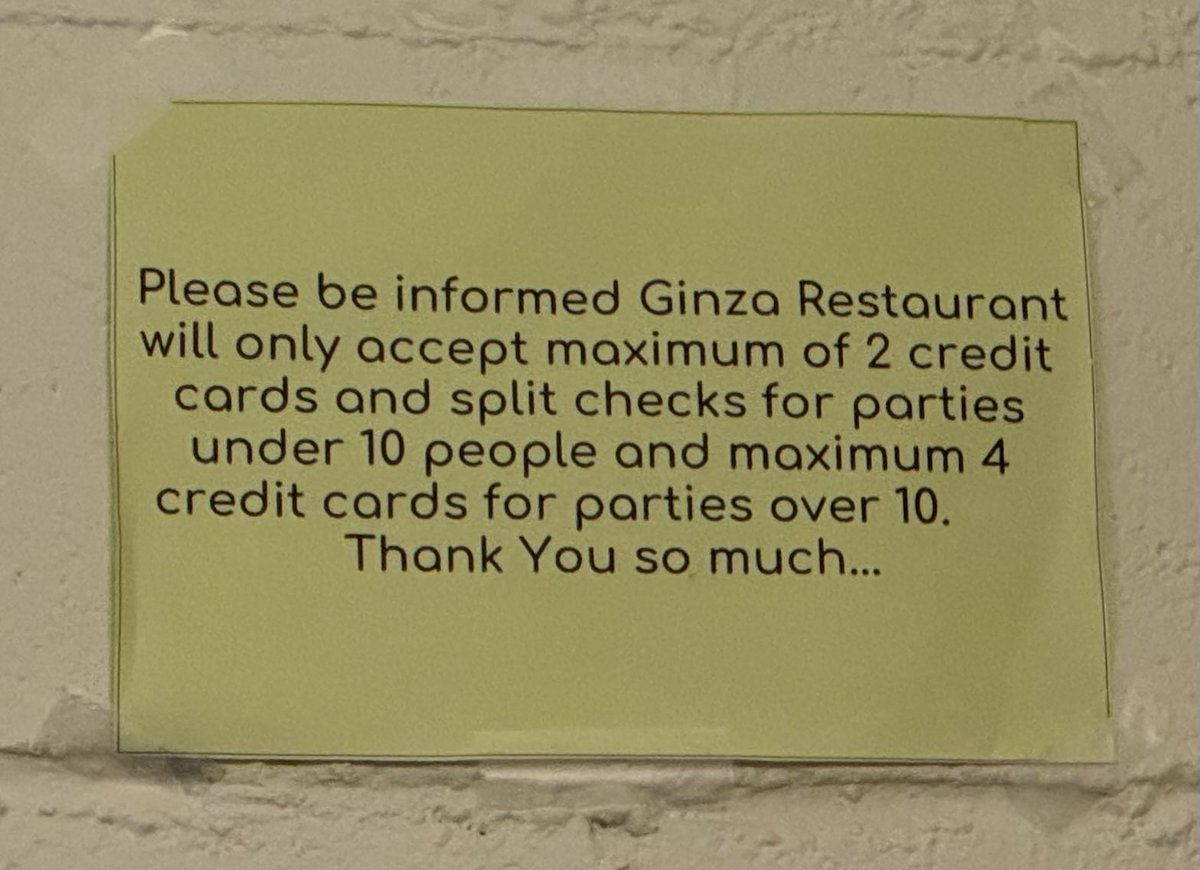 Please be informed Ginza Restaurant
will only accept maximum of 2 credit
cards and split checks for parties
under 10 people and maximum 4
credit cards for parties over 10.
Thank You so much...